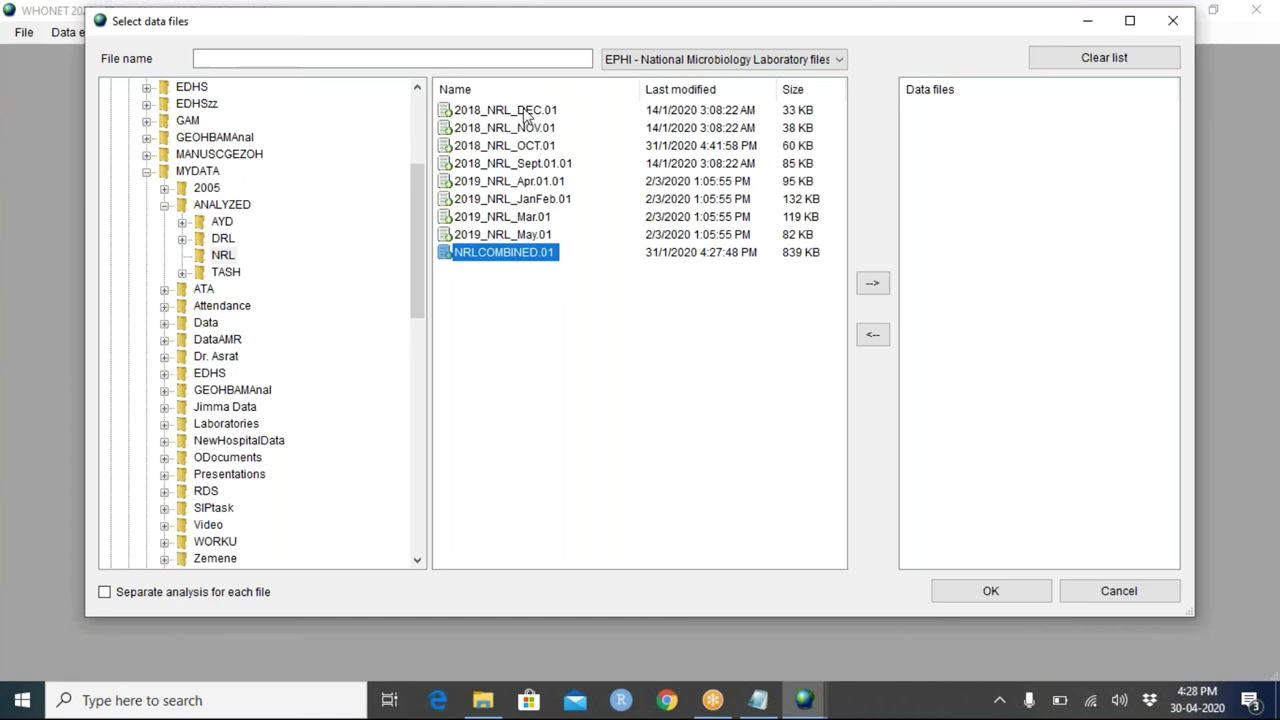 WHONET 20
Select data files
File
Data e
File name
EPHI - National Microbiology Laboratory files
Clear list
EDHS
EDHSzz
GAM
GEOHBAMAnal
MANUSCGEZOH
MYDATA
2005
ANALYZED
AYD
DRL
NRL
TASH
ATA
Attendance
Data
DataAMR
Dr. Asrat
EDHS
GEOHBAMAnal
Jimma Data
Laboratories
NewHospitalData
ODocuments
Presentations
RDS
SIPtask
Video
WORKU
Zemene
Name Last modified Size
2018_NRL_DEC.01 14/1/2020 3:08:22 AM 33 KB
2018_NRL_NOV.01 14/1/2020 3:08:22 AM 38 KB
2018_NRL_OCT.01 31/1/2020 4:41:58 PM 60 KB
2018_NRL_Sept.01.01 14/1/2020 3:08:22 AM 85 KB
2019_NRL_Apr.01.01 2/3/2020 1:05:55 PM 95 KB
2019_NRL_JanFeb.01 2/3/2020 1:05:55 PM 132 KB
2019_NRL_Mar.01 2/3/2020 1:05:55 PM 119 KB
2019_NRL_May.01 2/3/2020 1:05:55 PM 82 KB
NRLCOMBINED.01 31/1/2020 4:27:48 PM 839 KB
-->
<--
Data files
Separate analysis for each file
OK
Cancel
Type here to search
R
4:28 PM
30-04-2020
3